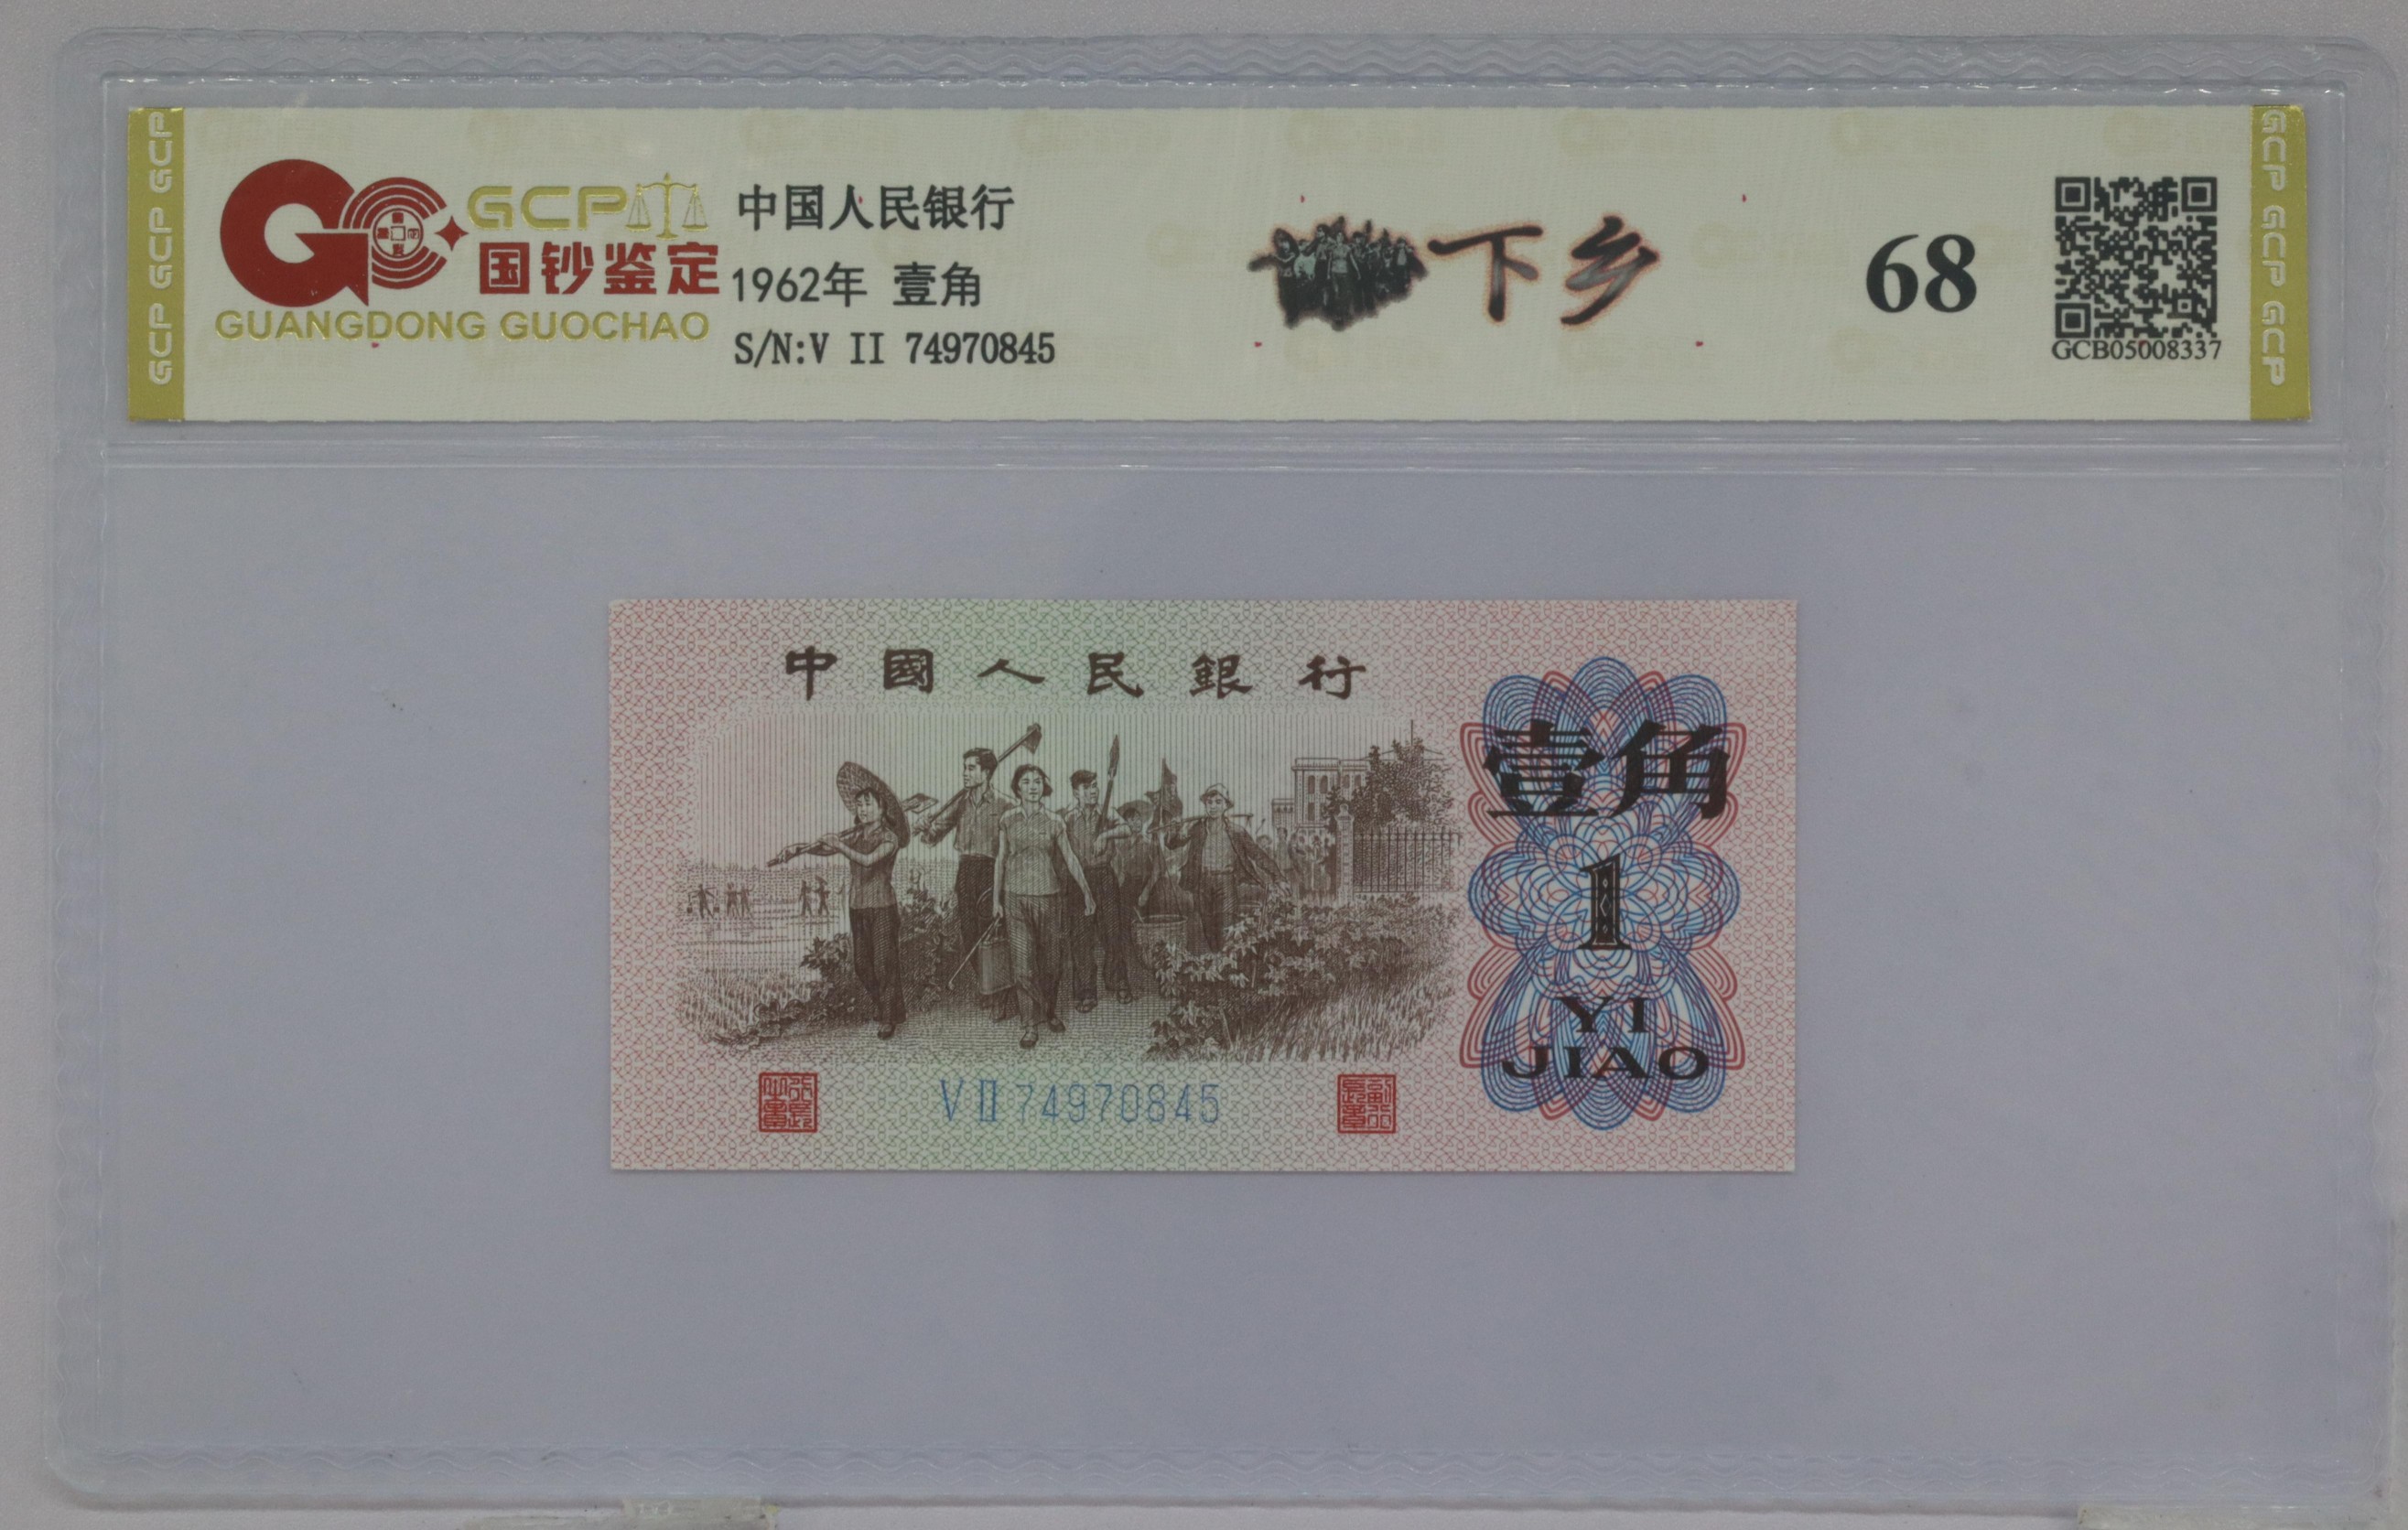 GCP GCP GCP
GCP
国钞鉴定
GUANGDONG GUOCHAO
中国人民银行
1962年 壹角
S/N:V II 74970845
下乡
68
GCB05008337
GCP GCP GCP
中國人民銀行
壹角
1
YI
JIAO
V II 74970845